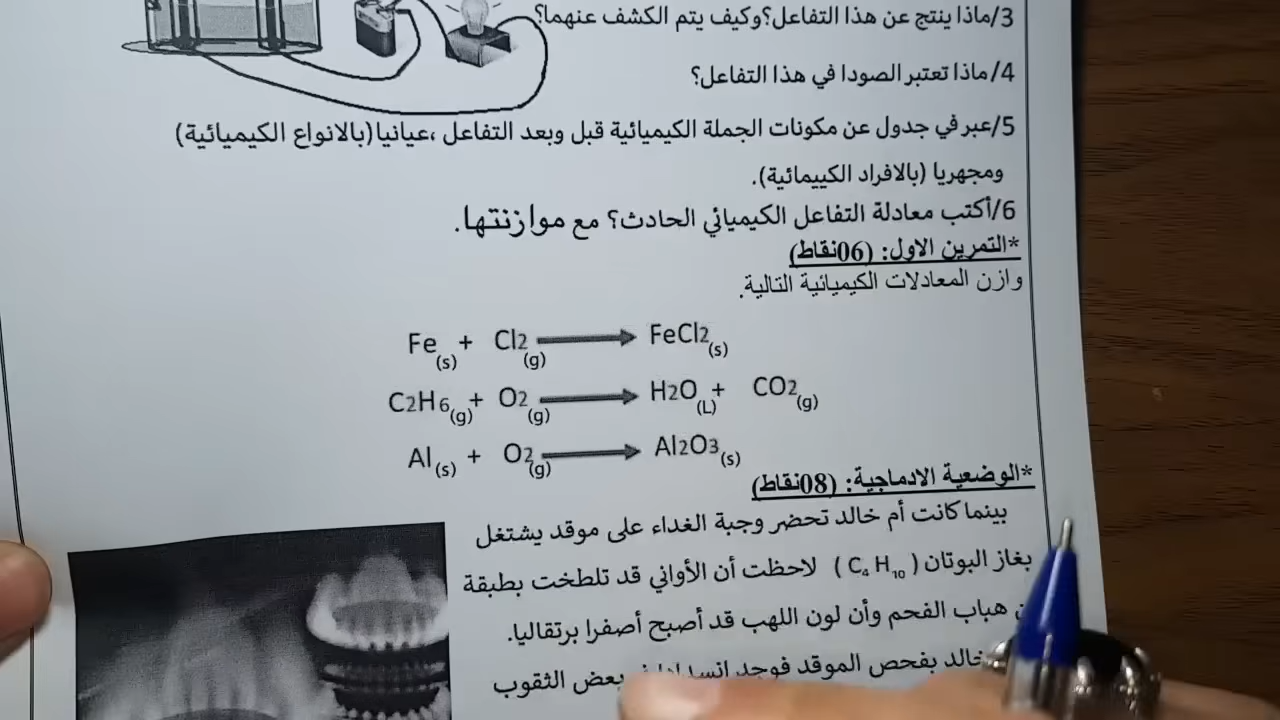 3/ماذا ينتج عن هذا التفاعل؟وكيف يتم الكشف عنهما؟
4/ماذا تعتبر الصودا في هذا التفاعل؟
5/عبر في جدول عن مكونات الجملة الكيميائية قبل وبعد التفاعل ،عيانيا(بالانواع الكيميائية)
ومجهريا (بالافراد الكييمائية).
6/أكتب معادلة التفاعل الكيميائي الحادث؟ مع موازنتها.
*التمرين الاول: (06نقاط)
وازن المعادلات الكيميائية التالية.
Fe(s) + Cl2(g) ⟶ FeCl2(s)
C2H6(g) + O2(g) ⟶ H2O(L) + CO2(g)
Al(s) + O2(g) ⟶ Al2O3(s)
*الوضعية الادماجية: (08نقاط)
بينما كانت أم خالد تحضر وجبة الغداء على موقد يشتغل
بغاز البوتان (C4H10) لاحظت أن الأواني قد تلطخت بطبقة
هباب الفحم وأن لون اللهب قد أصبح أصفرا برتقاليا.
خالد بفحص الموقد فوجد بعض الثقوب